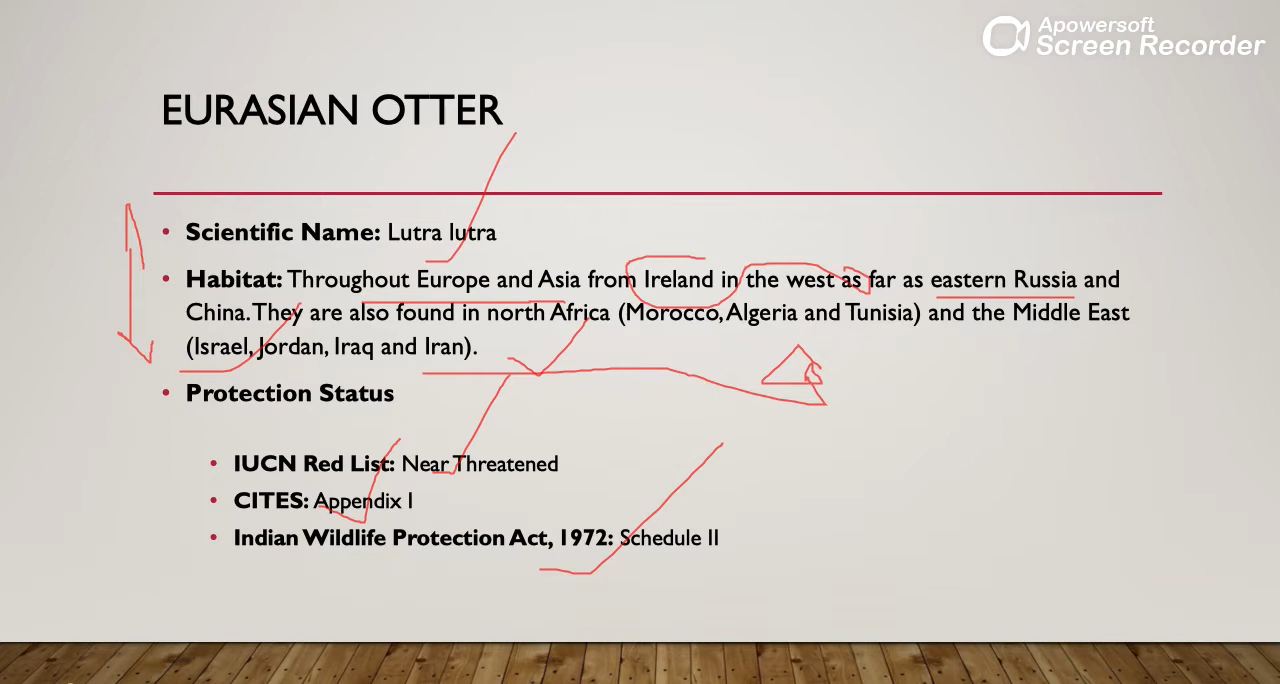 Apowersoft
Screen Recorder
EURASIAN OTTER
• Scientific Name: Lutra lutra
• Habitat: Throughout Europe and Asia from Ireland in the west as far as eastern Russia and
China. They are also found in north Africa (Morocco, Algeria and Tunisia) and the Middle East
(Israel, Jordan, Iraq and Iran).
• Protection Status
• IUCN Red List: Near Threatened
• CITES: Appendix I
• Indian Wildlife Protection Act, 1972: Schedule II